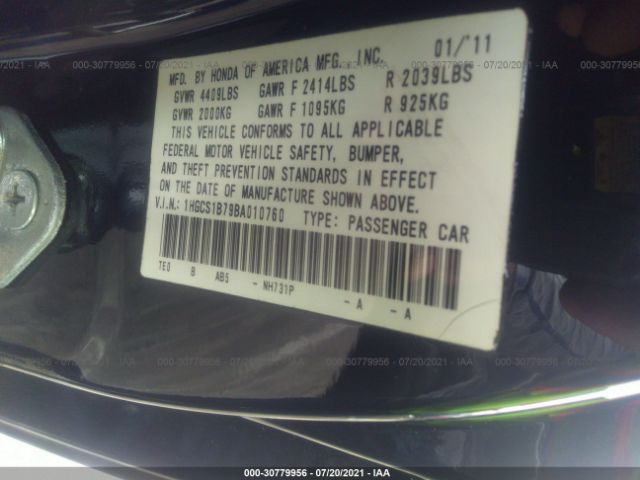 MFD. BY HONDA OF AMERICA MFG. INC. 01/'11
GVWR 4409LBS GAWR F 2414LBS R 2039LBS
GVWR 2000KG GAWR F 1095KG R 925KG
THIS VEHICLE CONFORMS TO ALL APPLICABLE
FEDERAL MOTOR VEHICLE SAFETY, BUMPER,
AND THEFT PREVENTION STANDARDS IN EFFECT
ON THE DATE OF MANUFACTURE SHOWN ABOVE.
V.I.N.: 1HGCS1B79BA010760 TYPE: PASSENGER CAR
TE0 B AB5 - NH731P - A - A
000-30779956 - 07/20/2021 - IAA